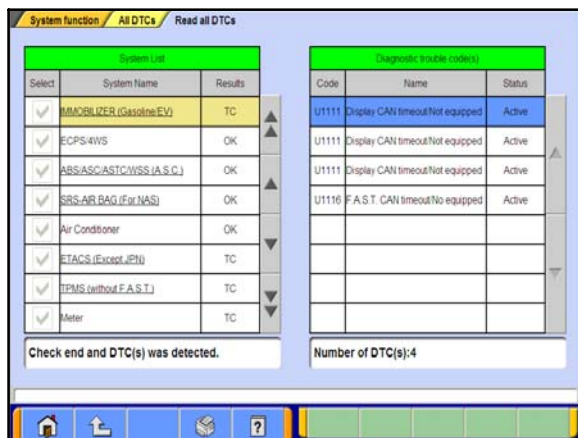 System function All DTCs Read all DTCs
System List
Select System Name Results
IMMOBILIZER (Gasoline/EV) TC
ECPS/4WS OK
ABS/ASC/ASTC/WSS (A.S.C.) OK
SRS-AIR BAG (For NAS) OK
Air Conditioner OK
ETACS (Except JPN) TC
TPMS (without F.A.S.T.) TC
Meter TC
Check end and DTC(s) was detected.
Diagnostic trouble code(s)
Code Name Status
U1111 Display CAN timeout/Not equipped Active
U1111 Display CAN timeout/Not equipped Active
U1111 Display CAN timeout/Not equipped Active
U1116 F.A.S.T. CAN timeout/No equipped Active
Number of DTC(s):4
?